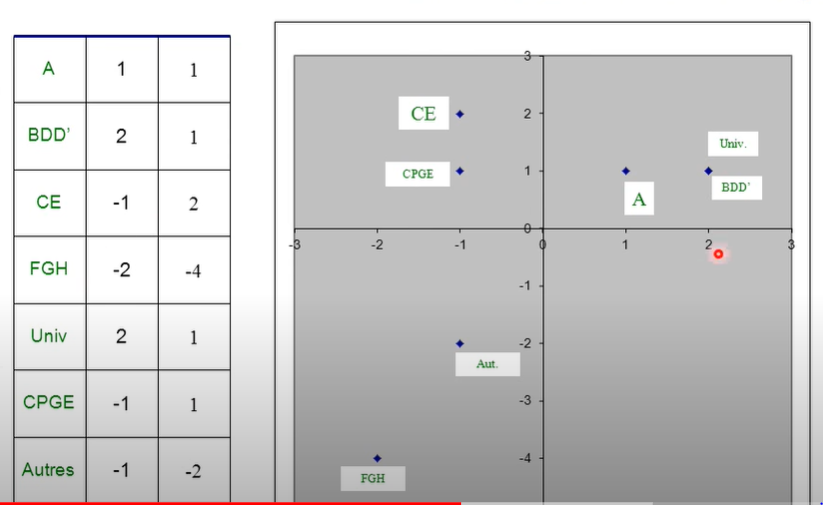 A 1 1
BDD’ 2 1
CE -1 2
FGH -2 -4
Univ 2 1
CPGE -1 1
Autres -1 -2
3
CE
2
Univ.
CPGE
1
BDD’
A
0
-3 -2 -1 0 1 2 3
-1
-2
Aut.
-3
-4
FGH